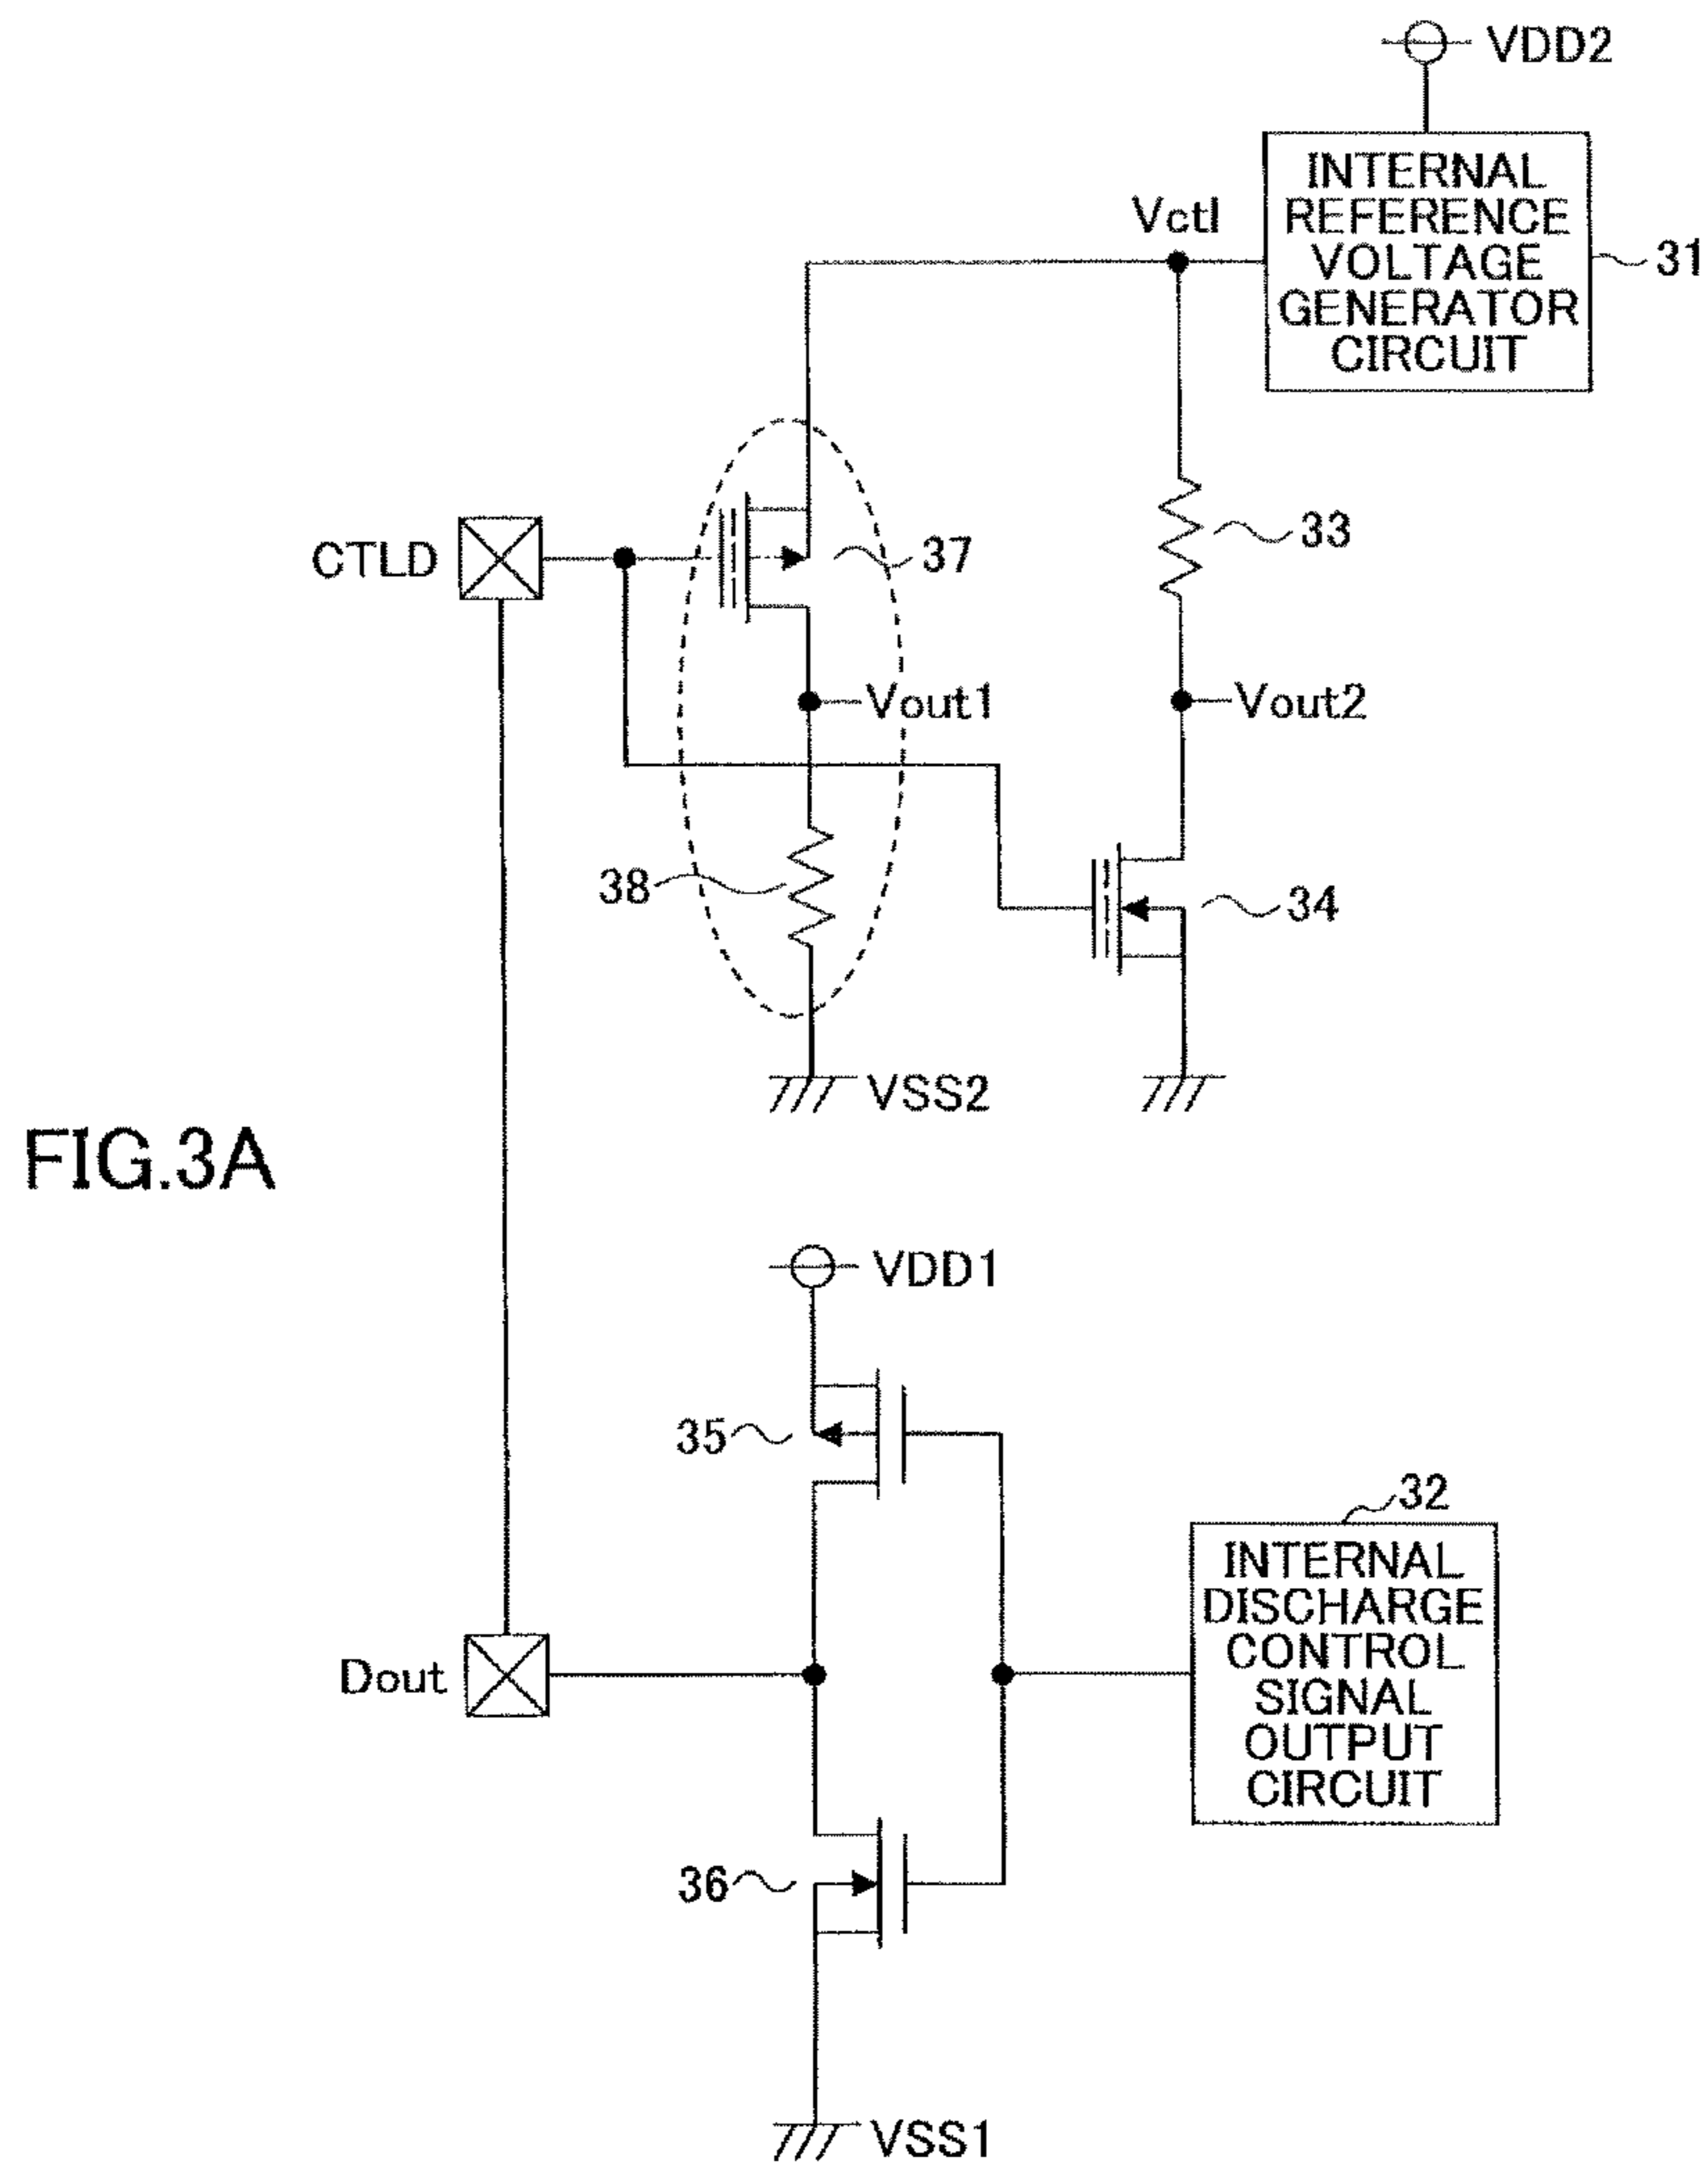 VDD2
INTERNAL
REFERENCE
VOLTAGE
GENERATOR
CIRCUIT
31
Vctl
37
33
CTLD
Vout1
Vout2
38
34
VSS2
FIG.3A
VDD1
35
32
INTERNAL
DISCHARGE
CONTROL
SIGNAL
OUTPUT
CIRCUIT
Dout
36
VSS1